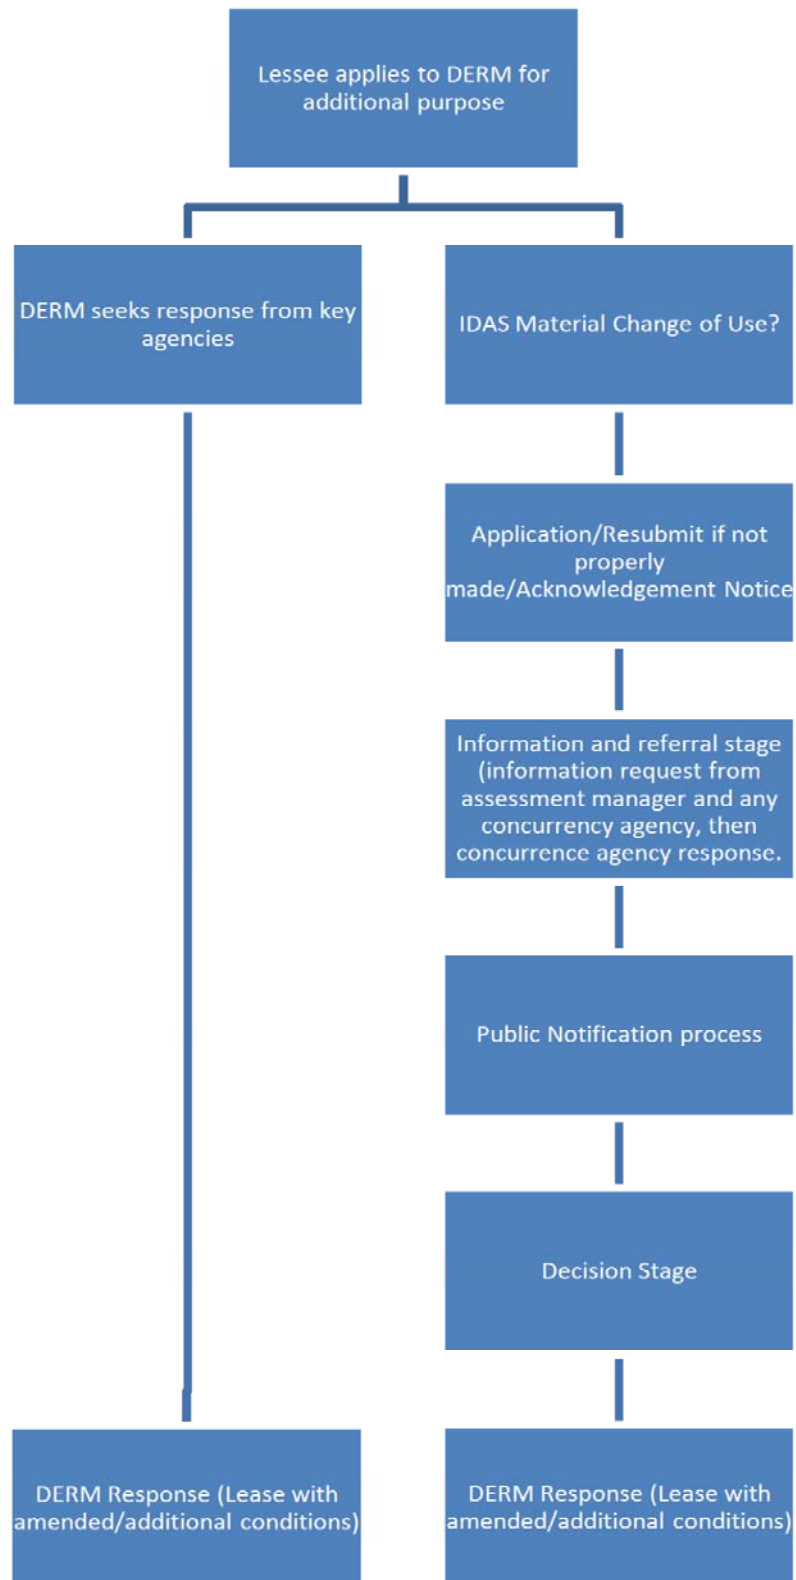 Lessee applies to DERM for
additional purpose
DERM seeks response from key
agencies
IDAS Material Change of Use?
Application/Resubmit if not
properly
made/Acknowledgement Notice
Information and referral stage
(information request from
assessment manager and any
concurrency agency, then
concurrence agency response.
Public Notification process
Decision Stage
DERM Response (Lease with
amended/additional conditions)
DERM Response (Lease with
amended/additional conditions)